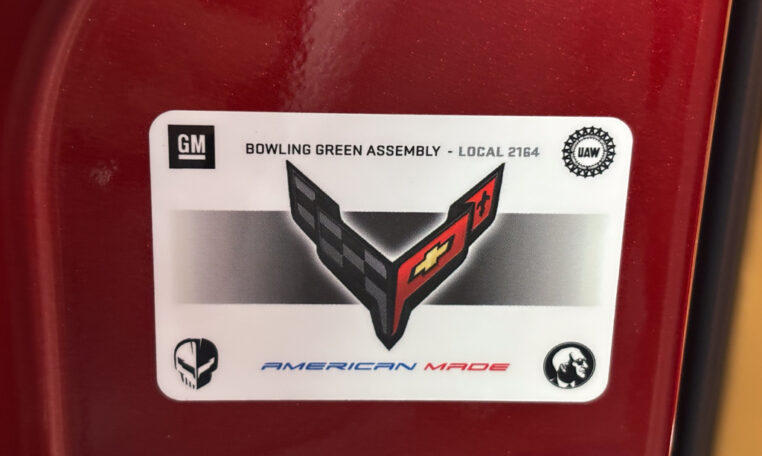 GM
BOWLING GREEN ASSEMBLY - LOCAL 2164
UAW
AMERICAN MADE